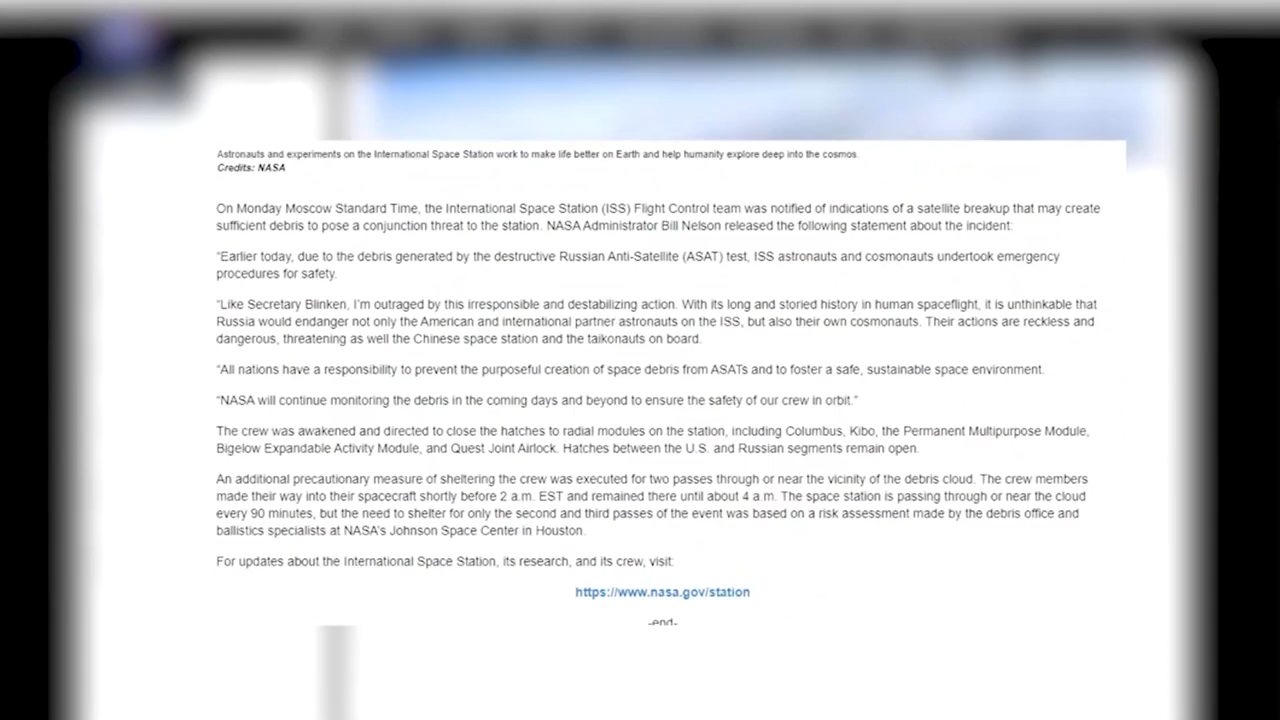 Astronauts and experiments on the International Space Station work to make life better on Earth and help humanity explore deep into the cosmos.
Credits: NASA
On Monday Moscow Standard Time, the International Space Station (ISS) Flight Control team was notified of indications of a satellite breakup that may create
sufficient debris to pose a conjunction threat to the station. NASA Administrator Bill Nelson released the following statement about the incident:
“Earlier today, due to the debris generated by the destructive Russian Anti-Satellite (ASAT) test, ISS astronauts and cosmonauts undertook emergency
procedures for safety.
“Like Secretary Blinken, I’m outraged by this irresponsible and destabilizing action. With its long and storied history in human spaceflight, it is unthinkable that
Russia would endanger not only the American and international partner astronauts on the ISS, but also their own cosmonauts. Their actions are reckless and
dangerous, threatening as well the Chinese space station and the taikonauts on board.
“All nations have a responsibility to prevent the purposeful creation of space debris from ASATs and to foster a safe, sustainable space environment.
“NASA will continue monitoring the debris in the coming days and beyond to ensure the safety of our crew in orbit.”
The crew was awakened and directed to close the hatches to radial modules on the station, including Columbus, Kibo, the Permanent Multipurpose Module,
Bigelow Expandable Activity Module, and Quest Joint Airlock. Hatches between the U.S. and Russian segments remain open.
An additional precautionary measure of sheltering the crew was executed for two passes through or near the vicinity of the debris cloud. The crew members
made their way into their spacecraft shortly before 2 a.m. EST and remained there until about 4 a.m. The space station is passing through or near the cloud
every 90 minutes, but the need to shelter for only the second and third passes of the event was based on a risk assessment made by the debris office and
ballistics specialists at NASA’s Johnson Space Center in Houston.
For updates about the International Space Station, its research, and its crew, visit:
https://www.nasa.gov/station
-end-